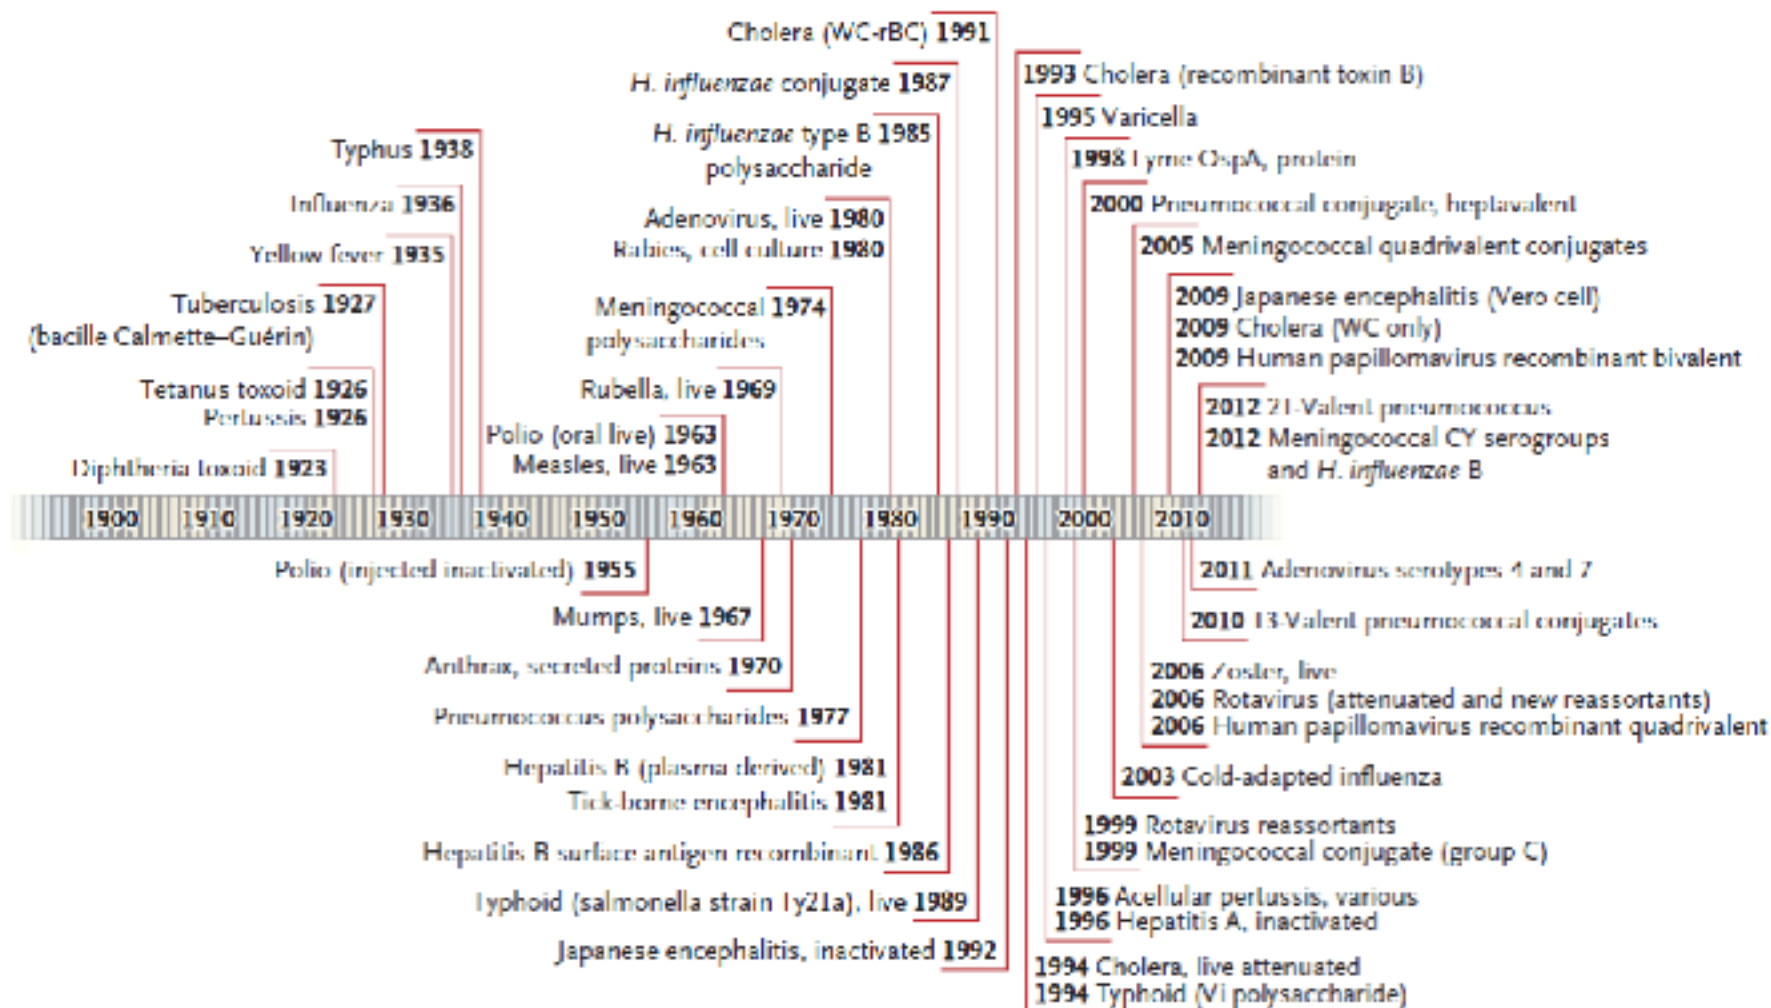 Cholera (WC-rBC) 1991
H. influenzae conjugate 1987
H. influenzae type B 1985
polysaccharide
Typhus 1938
Influenza 1936
Adenovirus, live 1980
Rabies, cell culture 1980
Yellow fever 1935
Tuberculosis 1927
(bacille Calmette–Guérin)
Meningococcal 1974
polysaccharides
Tetanus toxoid 1926
Pertussis 1926
Rubella, live 1969
Polio (oral live) 1963
Measles, live 1963
Diphtheria toxoid 1923
1993 Cholera (recombinant toxin B)
1995 Varicella
1998 Lyme OspA, protein
2000 Pneumococcal conjugate, heptavalent
2005 Meningococcal quadrivalent conjugates
2009 Japanese encephalitis (Vero cell)
2009 Cholera (WC only)
2009 Human papillomavirus recombinant bivalent
2012 21-Valent pneumococcus
2012 Meningococcal CY serogroups
and H. influenzae B
1900 1910 1920 1930 1940 1950 1960 1970 1980 1990 2000 2010
Polio (injected inactivated) 1955
Mumps, live 1967
Anthrax, secreted proteins 1970
Pneumococcus polysaccharides 1977
Hepatitis B (plasma derived) 1981
Tick-borne encephalitis 1981
Hepatitis B surface antigen recombinant 1986
Typhoid (salmonella strain Ty21a), live 1989
Japanese encephalitis, inactivated 1992
2011 Adenovirus serotypes 4 and 7
2010 13-Valent pneumococcal conjugates
2006 Zoster, live
2006 Rotavirus (attenuated and new reassortants)
2006 Human papillomavirus recombinant quadrivalent
2003 Cold-adapted influenza
1999 Rotavirus reassortants
1999 Meningococcal conjugate (group C)
1996 Acellular pertussis, various
1996 Hepatitis A, inactivated
1994 Cholera, live attenuated
1994 Typhoid (Vi polysaccharide)